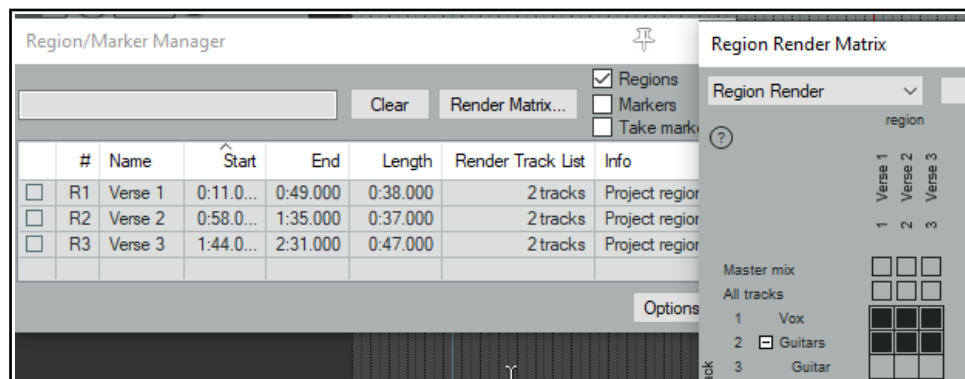 Region/Marker Manager
Clear
Render Matrix...
Regions
Markers
Take mark
# Name Start End Length Render Track List Info
R1 Verse 1 0:11.0... 0:49.000 0:38.000 2 tracks Project region
R2 Verse 2 0:58.0... 1:35.000 0:37.000 2 tracks Project region
R3 Verse 3 1:44.0... 2:31.000 0:47.000 2 tracks Project region
Options
Region Render Matrix
Region Render
?
region
Verse 1
Verse 2
Verse 3
1
2
3
Master mix
All tracks
1 Vox
2 Guitars
3 Guitar